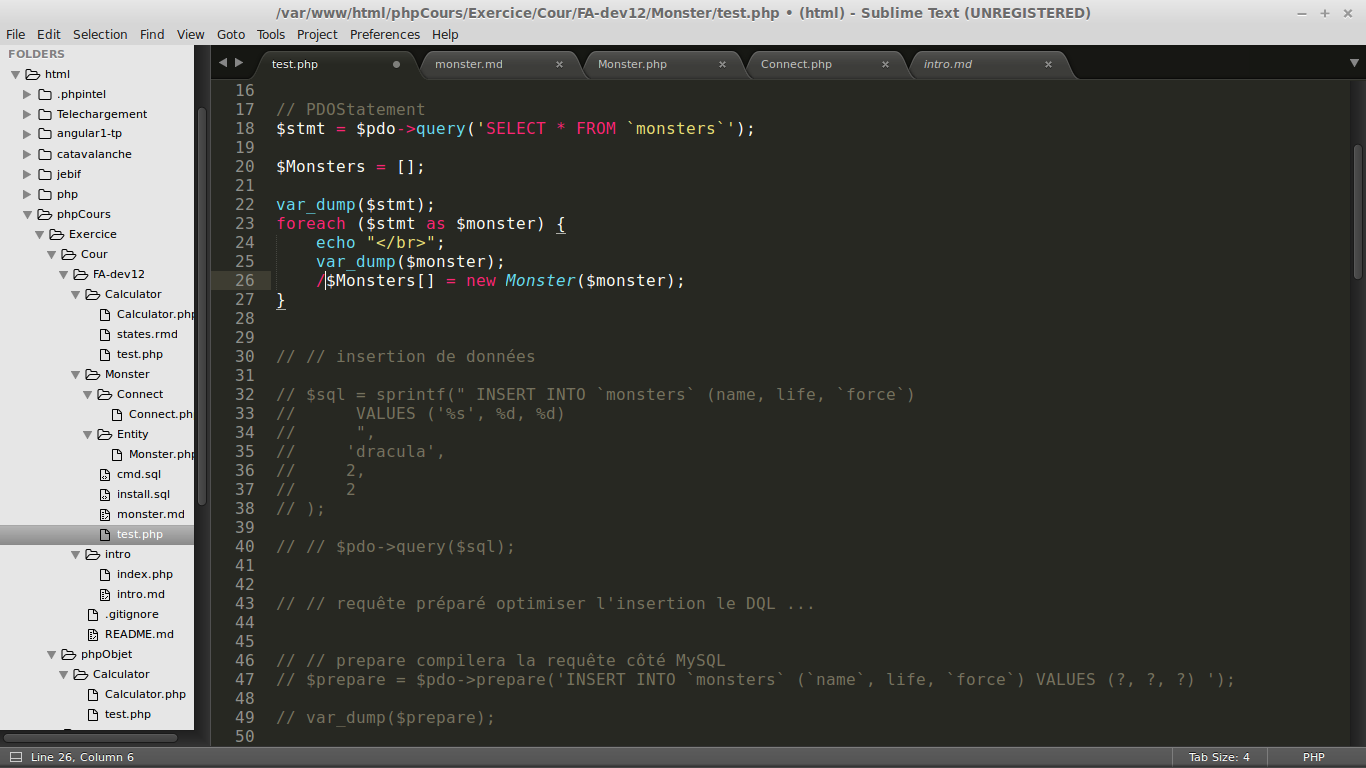 /var/www/html/phpCours/Exercice/Cour/FA-dev12/Monster/test.php • (html) - Sublime Text (UNREGISTERED)
File Edit Selection Find View Goto Tools Project Preferences Help
FOLDERS
html
.phpintel
Telechargement
angular1-tp
catavalanche
jebif
php
phpCours
Exercice
Cour
FA-dev12
Calculator
Calculator.php
states.rmd
test.php
Monster
Connect
Connect.ph
Entity
Monster.php
cmd.sql
install.sql
monster.md
test.php
intro
index.php
intro.md
.gitignore
README.md
phpObjet
Calculator
Calculator.php
test.php
test.php monster.md Monster.php Connect.php intro.md
16
17 // PDOStatement
18 $stmt = $pdo->query('SELECT * FROM `monsters`');
19
20 $Monsters = [];
21
22 var_dump($stmt);
23 foreach ($stmt as $monster) {
24 echo "</br>";
25 var_dump($monster);
26 /$Monsters[] = new Monster($monster);
27 }
28
29
30 // // insertion de données
31
32 // $sql = sprintf(" INSERT INTO `monsters` (name, life, `force`)
33 // VALUES ('%s', %d, %d)
34 // ",
35 // 'dracula',
36 // 2,
37 // 2
38 // );
39
40 // // $pdo->query($sql);
41
42
43 // // requête préparé optimiser l'insertion le DQL ...
44
45
46 // // prepare compilera la requête côté MySQL
47 // $prepare = $pdo->prepare('INSERT INTO `monsters` (`name`, life, `force`) VALUES (?, ?, ?) ');
48
49 // var_dump($prepare);
50
Line 26, Column 6 Tab Size: 4 PHP